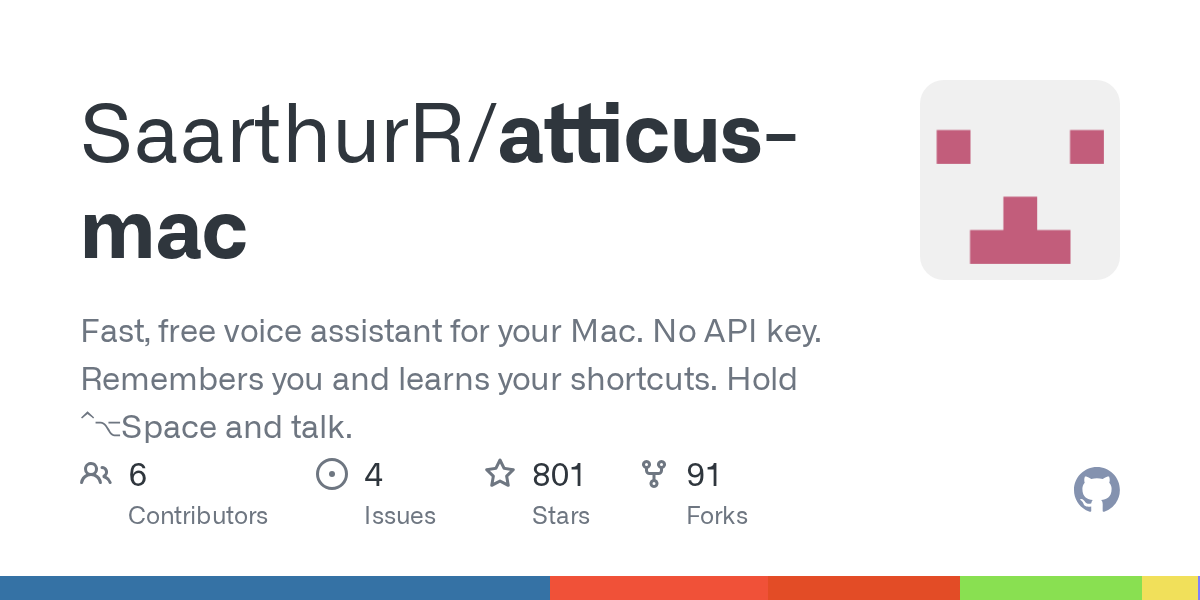 SaarthurR/atticus-
mac
Fast, free voice assistant for your Mac. No API key.
Remembers you and learns your shortcuts. Hold
⌃⌥Space and talk.
6 4 801 91
Contributors Issues Stars Forks